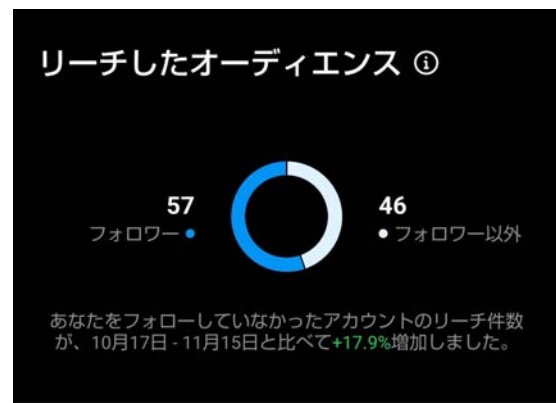 リーチしたオーディエンス ⓘ
57
フォロワー
46
フォロワー以外
あなたをフォローしていなかったアカウントのリーチ件数
が、10月17日 - 11月15日と比べて+17.9%増加しました。